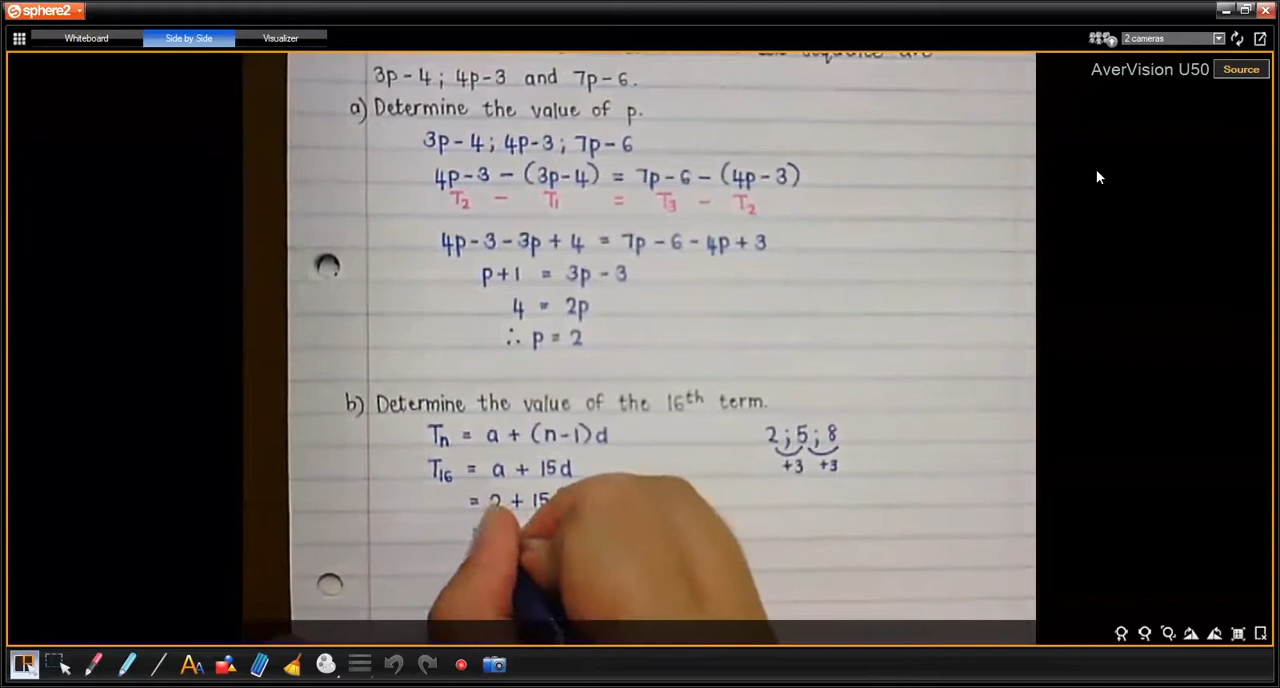 sphere2
Whiteboard
Side by Side
Visualizer
2 cameras
AverVision U50
Source
3p - 4 ; 4p - 3 and 7p - 6.
a) Determine the value of p.
3p - 4 ; 4p - 3 ; 7p - 6
4p - 3 - (3p - 4) = 7p - 6 - (4p - 3)
T₂ - T₁ = T₃ - T₂
4p - 3 - 3p + 4 = 7p - 6 - 4p + 3
p + 1 = 3p - 3
4 = 2p
∴ p = 2
b) Determine the value of the 16th term.
Tn = a + (n - 1)d
2 ; 5 ; 8
+3 +3
T₁₆ = a + 15d
= 2 + 15